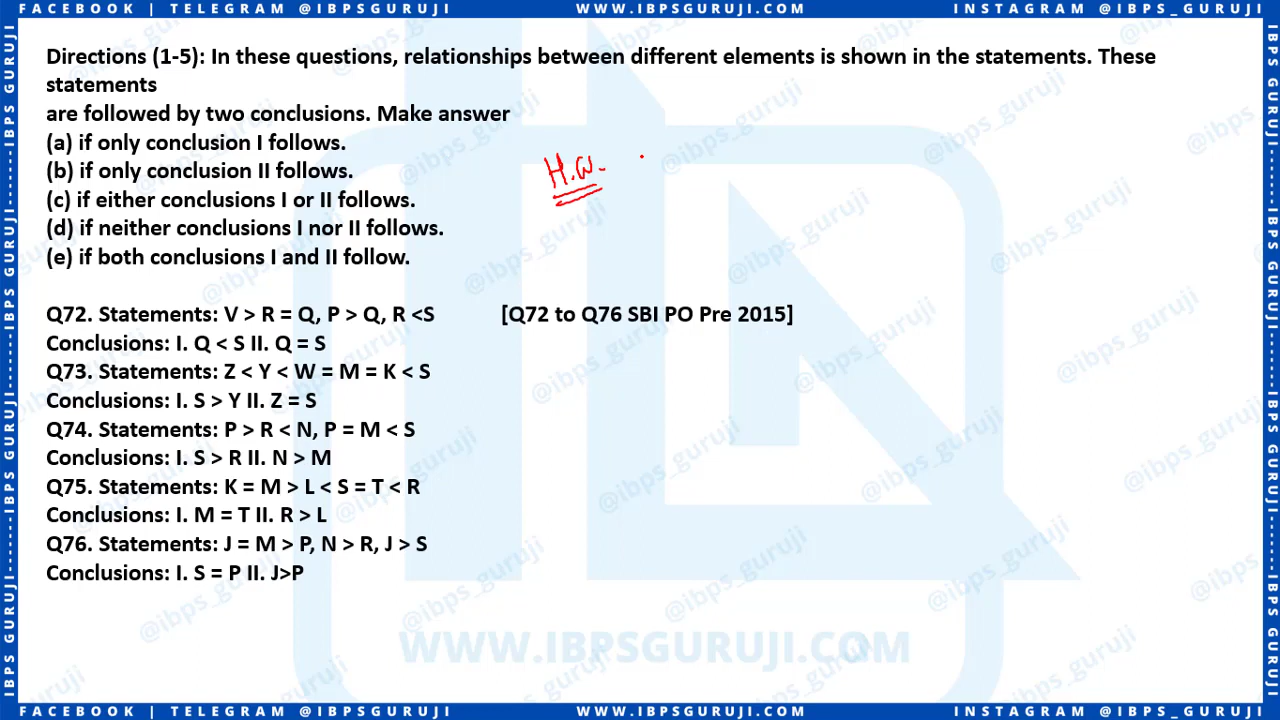 FACEBOOK | TELEGRAM @IBPSGURUJI WWW.IBPSGURUJI.COM INSTAGRAM @IBPS_GURUJI
Directions (1-5): In these questions, relationships between different elements is shown in the statements. These
statements
are followed by two conclusions. Make answer
(a) if only conclusion I follows.
(b) if only conclusion II follows.
(c) if either conclusions I or II follows.
(d) if neither conclusions I nor II follows.
(e) if both conclusions I and II follow.
H.W.
Q72. Statements: V > R = Q, P > Q, R <S [Q72 to Q76 SBI PO Pre 2015]
Conclusions: I. Q < S II. Q = S
Q73. Statements: Z < Y < W = M = K < S
Conclusions: I. S > Y II. Z = S
Q74. Statements: P > R < N, P = M < S
Conclusions: I. S > R II. N > M
Q75. Statements: K = M > L < S = T < R
Conclusions: I. M = T II. R > L
Q76. Statements: J = M > P, N > R, J > S
Conclusions: I. S = P II. J>P
WWW.IBPSGURUJI.COM
FACEBOOK | TELEGRAM @IBPSGURUJI WWW.IBPSGURUJI.COM INSTAGRAM @IBPS_GURUJI